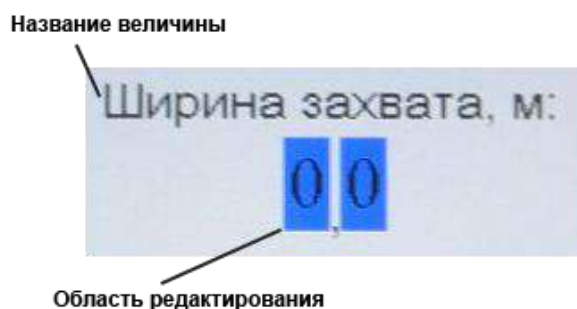 Название величины
Ширина захвата, м:
0,0
Область редактирования